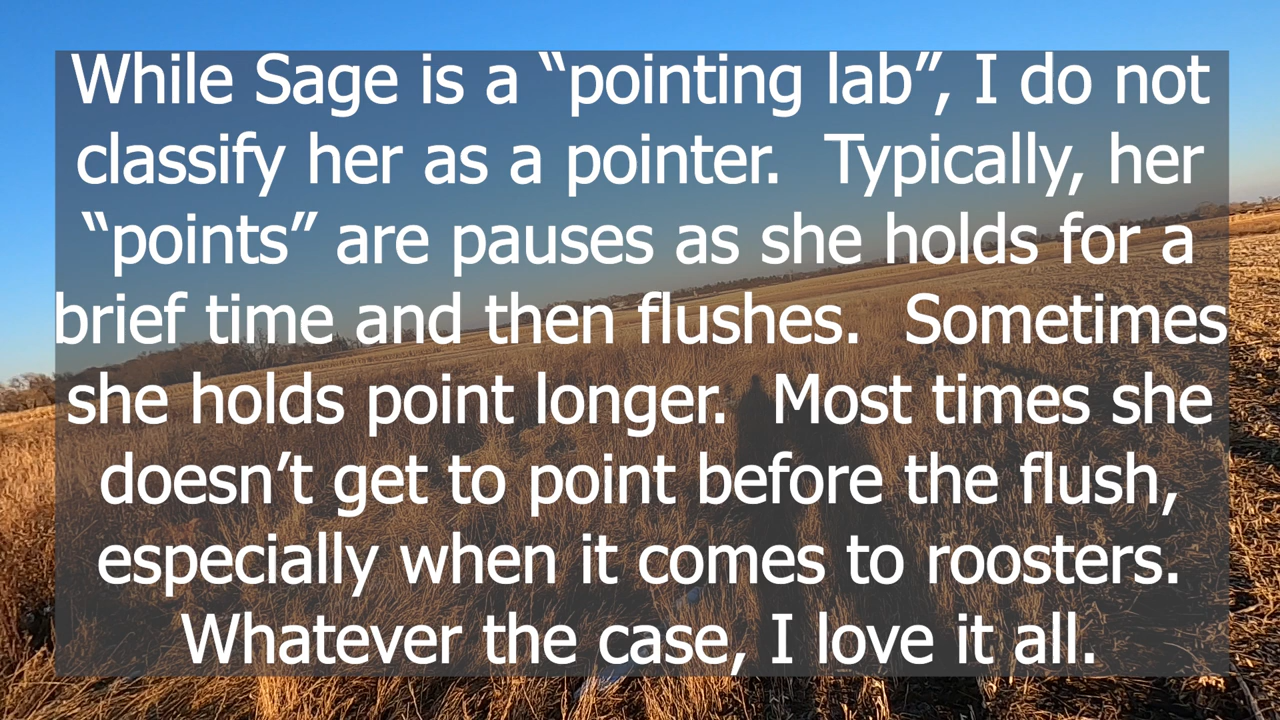 While Sage is a “pointing lab”, I do not
classify her as a pointer.  Typically, her
“points” are pauses as she holds for a
brief time and then flushes.  Sometimes
she holds point longer.  Most times she
doesn’t get to point before the flush,
especially when it comes to roosters.
Whatever the case, I love it all.